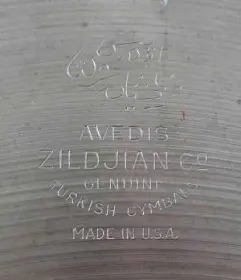 AVEDIS
ZILDJIAN CO
GENUINE
TURKISH CYMBALS
MADE IN U.S.A.